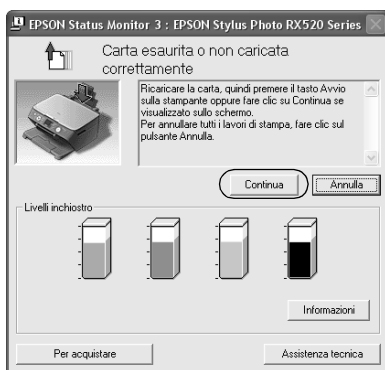 EPSON Status Monitor 3 : EPSON Stylus Photo RX520 Series
Carta esaurita o non caricata
correttamente
Ricaricare la carta, quindi premere il tasto Avvio
sulla stampante oppure fare clic su Continua se
visualizzato sullo schermo.
Per annullare tutti i lavori di stampa, fare clic sul
pulsante Annulla.
Continua
Annulla
Livelli inchiostro
Informazioni
Per acquistare
Assistenza tecnica